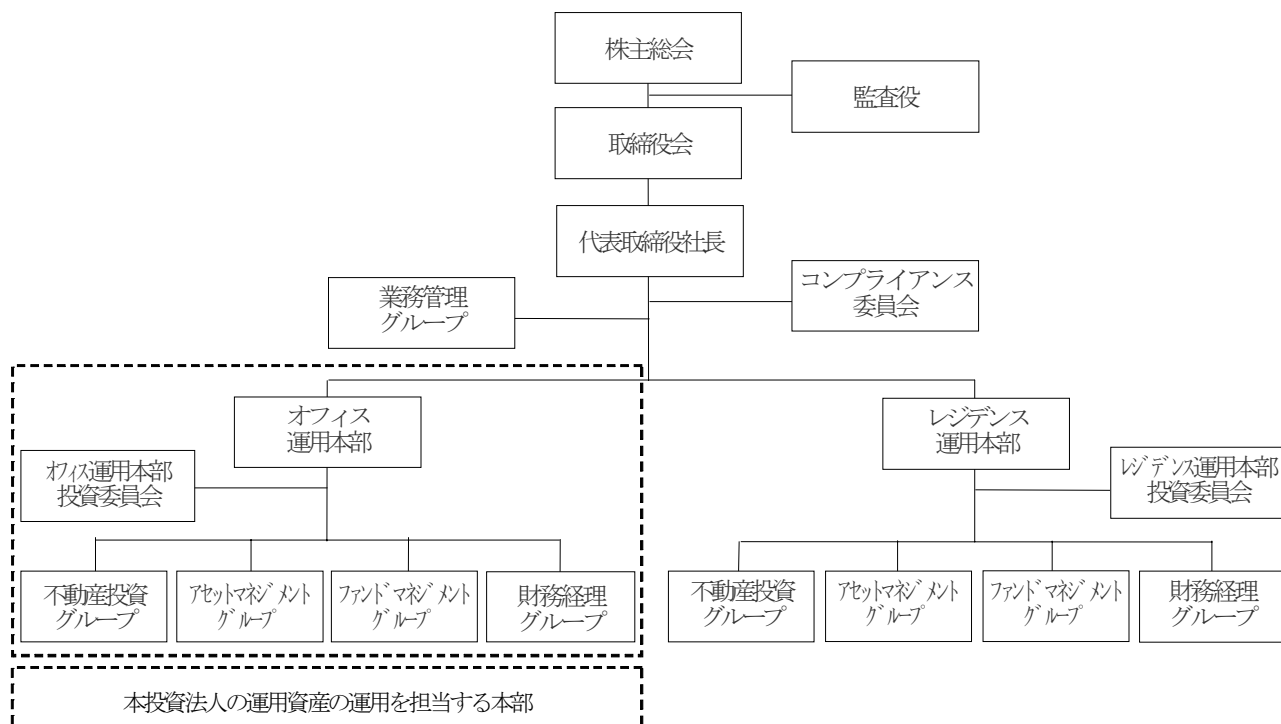 株主総会
監査役
取締役会
代表取締役社長
コンプライアンス
委員会
業務管理
グループ
オフィス
運用本部
レジデンス
運用本部
オフィス運用本部
投資委員会
レジデンス運用本部
投資委員会
不動産投資
グループ
アセットマネジメント
グループ
ファンドマネジメント
グループ
財務経理
グループ
不動産投資
グループ
アセットマネジメント
グループ
ファンドマネジメント
グループ
財務経理
グループ
本投資法人の運用資産の運用を担当する本部